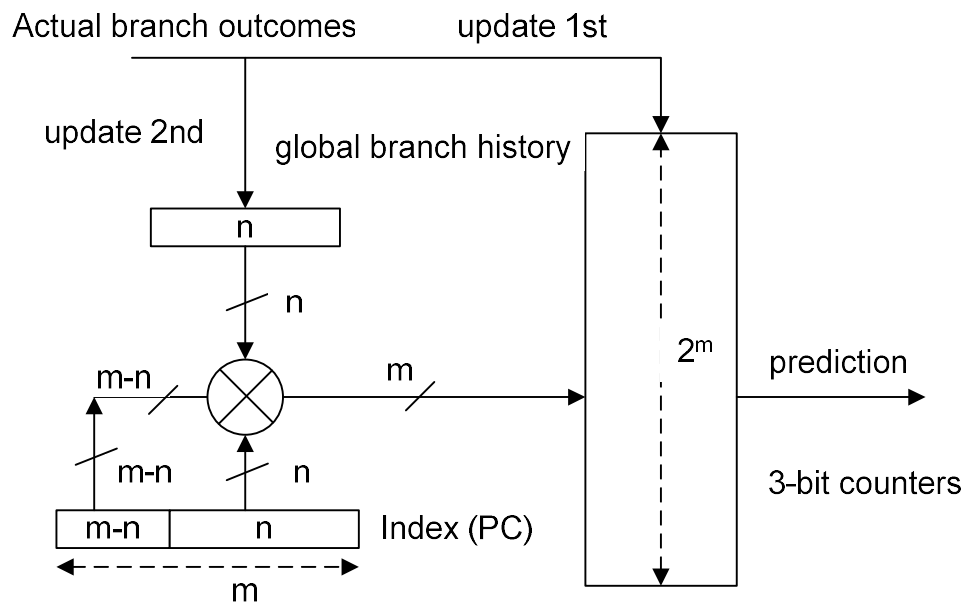 Actual branch outcomes
update 1st
update 2nd
global branch history
n
n
m-n
m
2ᵐ
prediction
m-n
n
3-bit counters
m-n
n
Index (PC)
m